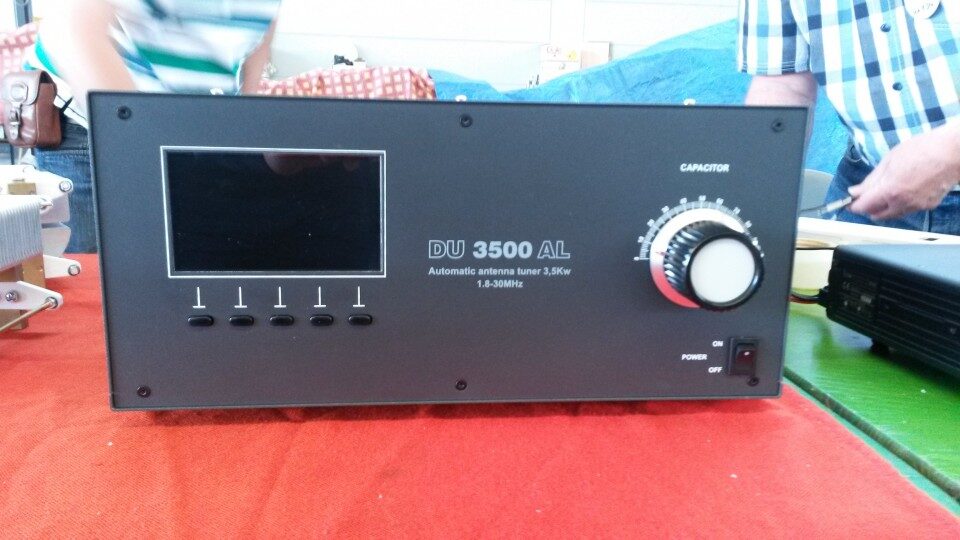 CAPACITOR
DU 3500 AL
Automatic antenna tuner 3,5Kw
1.8-30MHz
ON
POWER
OFF